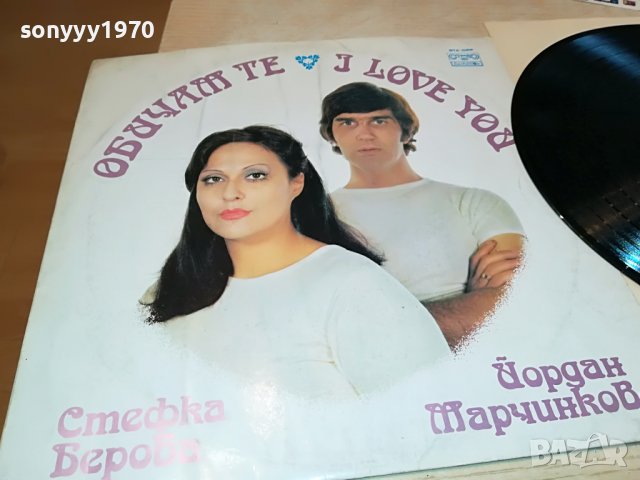 sonyyy1970
ОБИЧАМ ТЕ I LOVE YOU
Стефка
Берова
Йордан
Марчинков
BAZAR